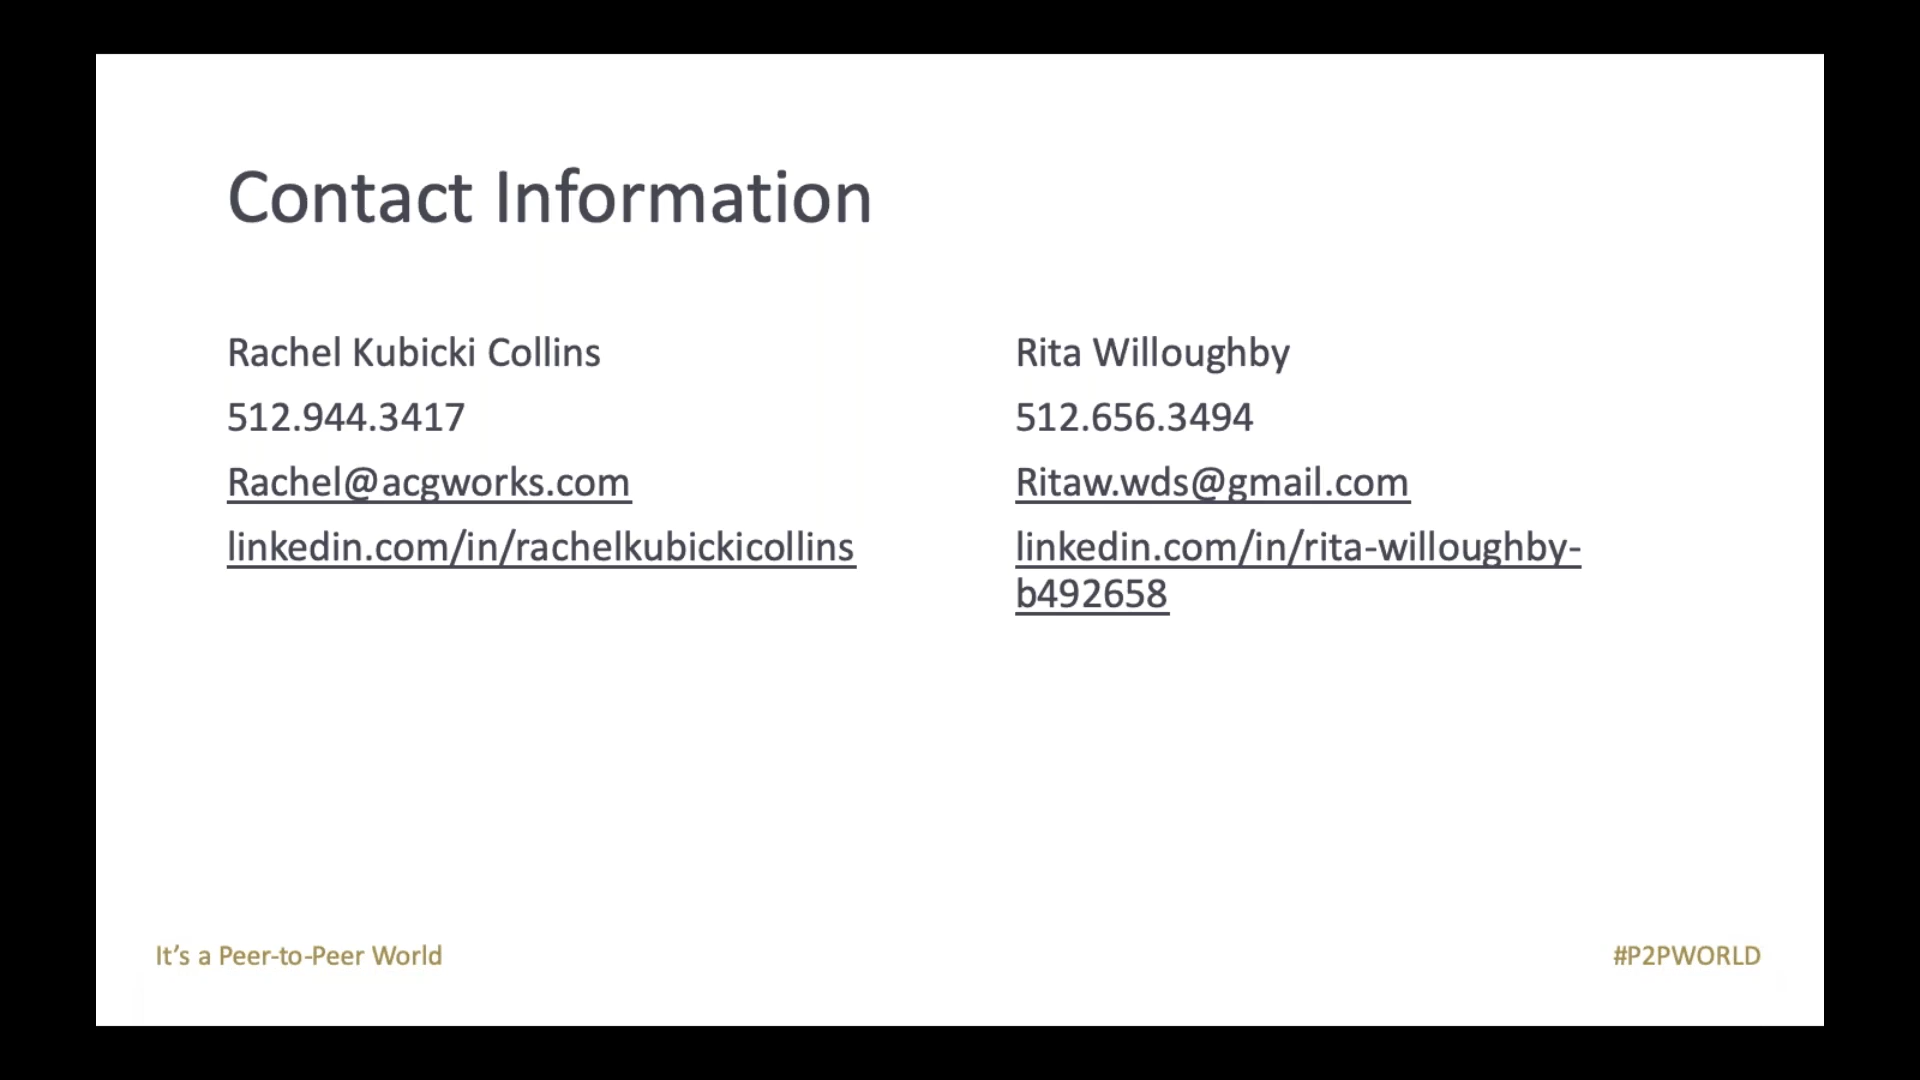 Contact Information
Rachel Kubicki Collins
512.944.3417
Rachel@acgworks.com
linkedin.com/in/rachelkubickicollins
Rita Willoughby
512.656.3494
Ritaw.wds@gmail.com
linkedin.com/in/rita-willoughby-
b492658
It’s a Peer-to-Peer World
#P2PWORLD